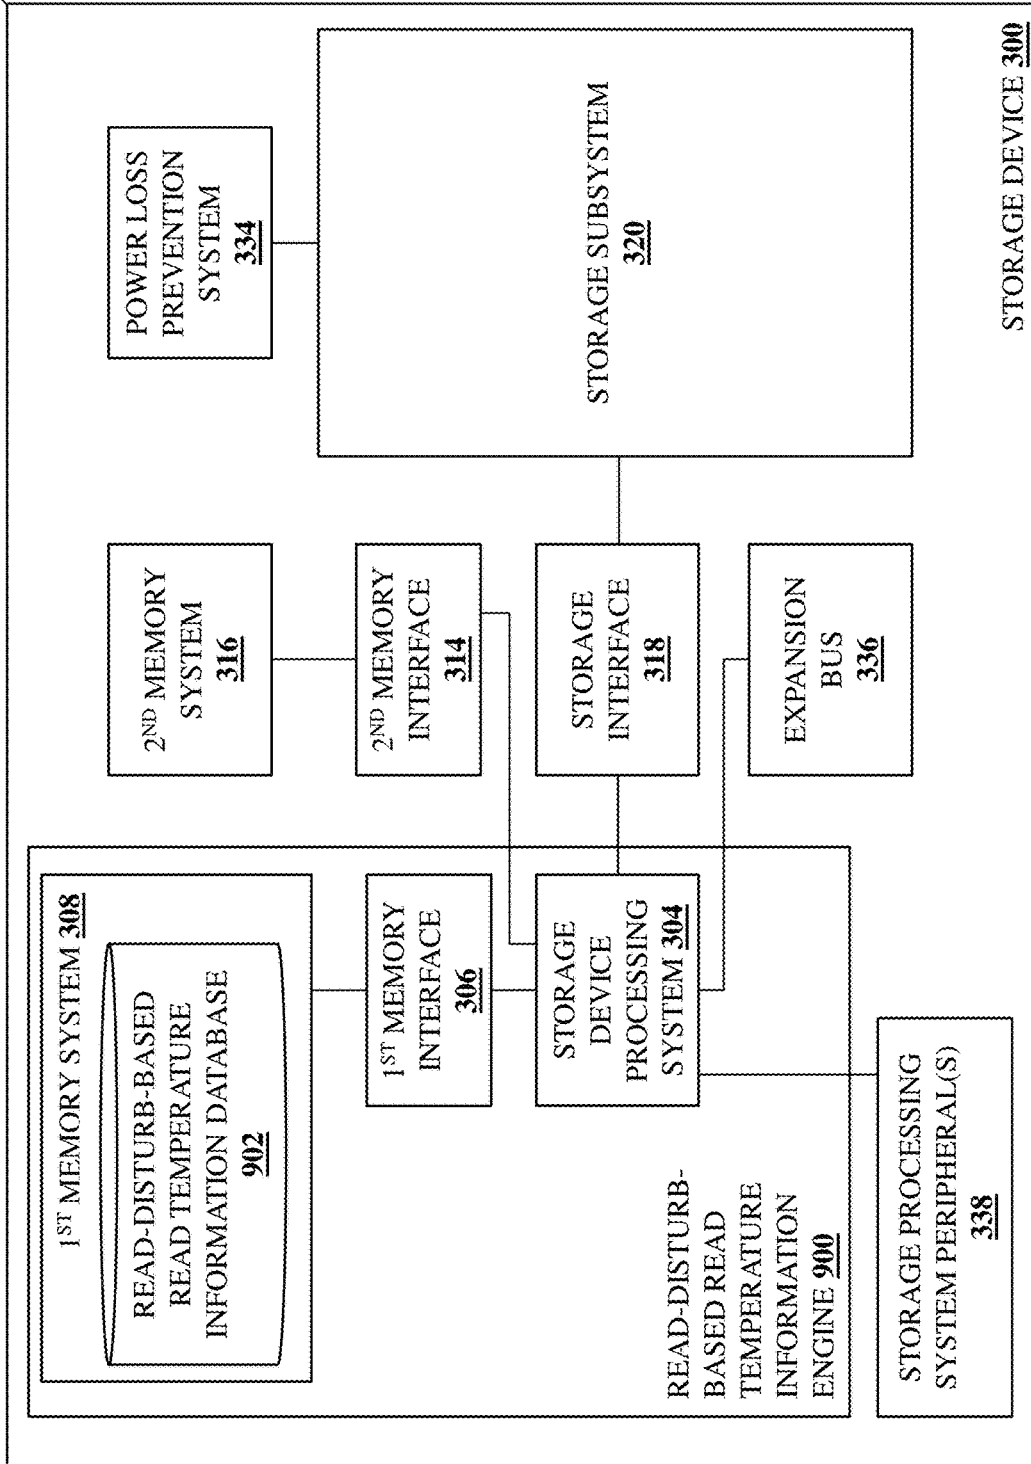 1ST MEMORY SYSTEM 308
READ-DISTURB-BASED
READ TEMPERATURE
INFORMATION DATABASE
902
1ST MEMORY
INTERFACE
306
STORAGE
DEVICE
PROCESSING
SYSTEM 304
READ-DISTURB-
BASED READ
TEMPERATURE
INFORMATION
ENGINE 900
STORAGE PROCESSING
SYSTEM PERIPHERAL(S)
338
2ND MEMORY
SYSTEM
316
2ND MEMORY
INTERFACE
314
STORAGE
INTERFACE
318
EXPANSION
BUS
336
POWER LOSS
PREVENTION
SYSTEM
334
STORAGE SUBSYSTEM
320
STORAGE DEVICE 300